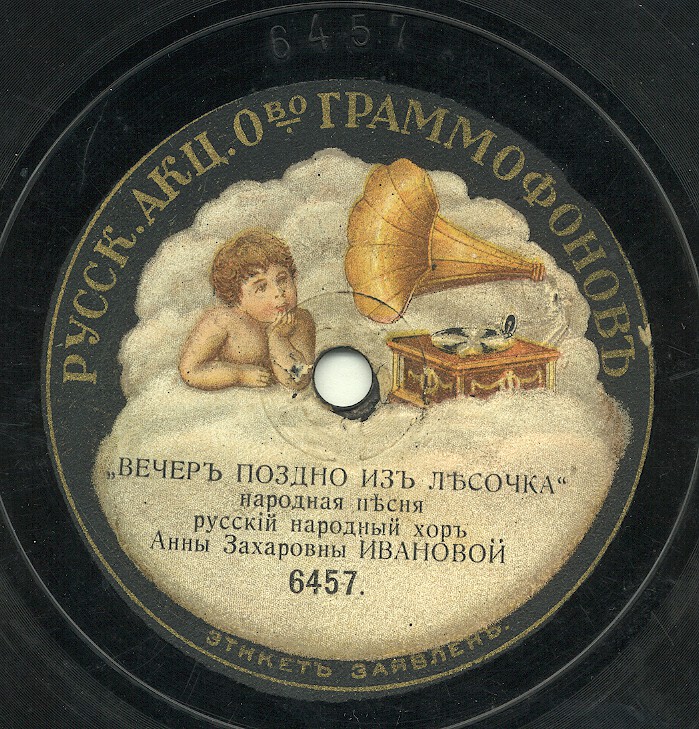 6457
РУССК. АКЦ. Oво ГРАММОФОНОВЪ
„ВЕЧЕРЪ ПОЗДНО ИЗЪ ЛѢСОЧКА“
народная пѣсня
русскій народный хоръ
Анны Захаровны ИВАНОВОЙ
6457.
ЭТИКЕТЪ ЗАЯВЛЕНЪ.